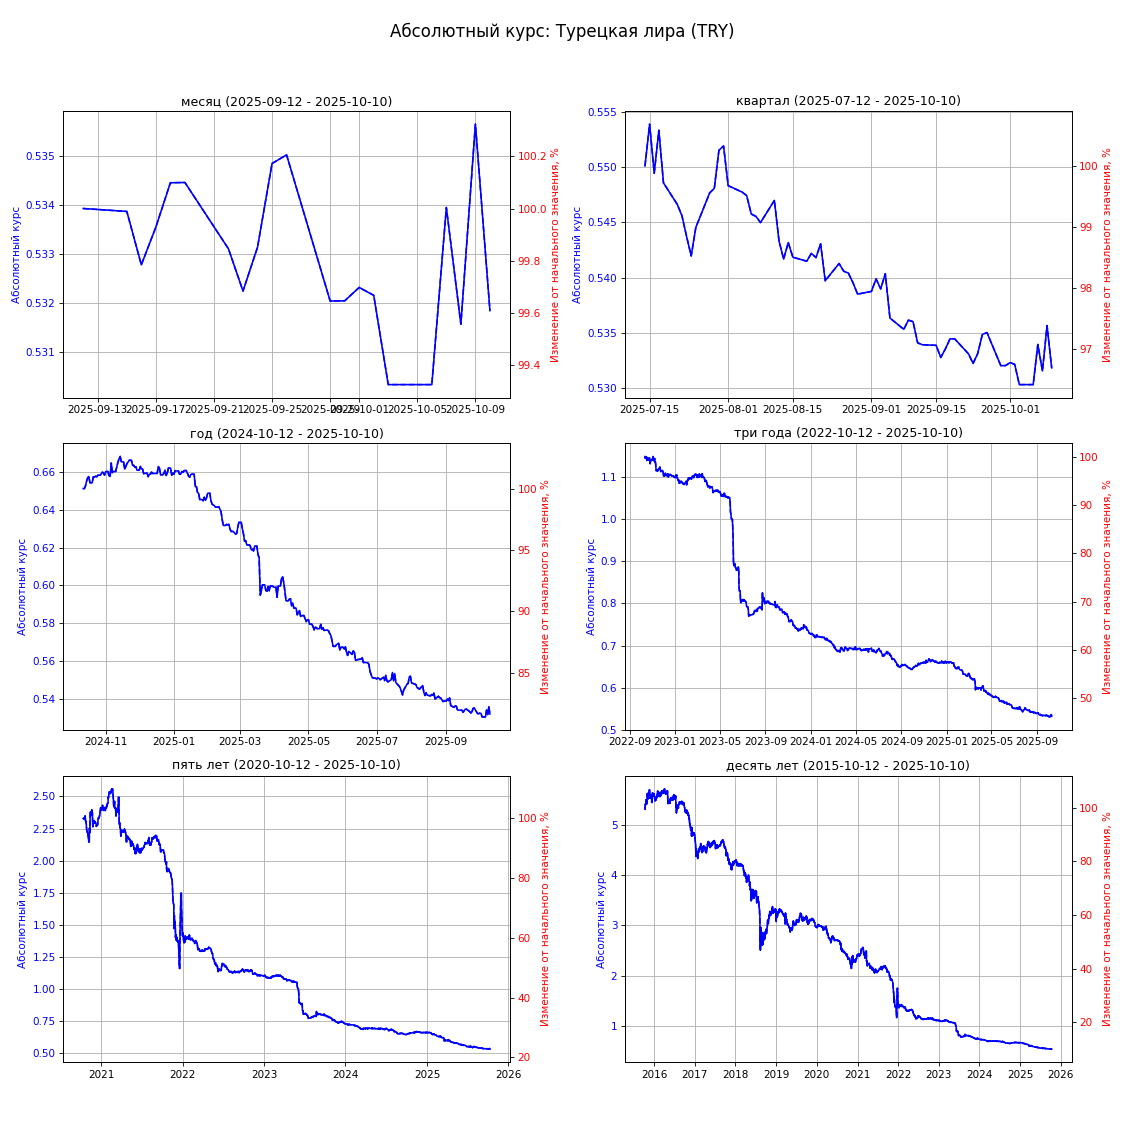 Абсолютный курс: Турецкая лира (TRY)
месяц (2025-09-12 - 2025-10-10)
Абсолютный курс
0.535
0.534
0.533
0.532
0.531
100.2
100.0
99.8
99.6
99.4
Изменение от начального значения, %
2025-09-13 2025-09-17 2025-09-21 2025-09-25 2025-09-29 2025-10-01 2025-10-05 2025-10-09
квартал (2025-07-12 - 2025-10-10)
Абсолютный курс
0.555
0.550
0.545
0.540
0.535
0.530
100
99
98
97
Изменение от начального значения, %
2025-07-15 2025-08-01 2025-08-15 2025-09-01 2025-09-15 2025-10-01
год (2024-10-12 - 2025-10-10)
Абсолютный курс
0.66
0.64
0.62
0.60
0.58
0.56
0.54
100
95
90
85
Изменение от начального значения, %
2024-11 2025-01 2025-03 2025-05 2025-07 2025-09
три года (2022-10-12 - 2025-10-10)
Абсолютный курс
1.1
1.0
0.9
0.8
0.7
0.6
0.5
100
90
80
70
60
50
Изменение от начального значения, %
2022-09 2023-01 2023-05 2023-09 2024-01 2024-05 2024-09 2025-01 2025-05 2025-09
пять лет (2020-10-12 - 2025-10-10)
Абсолютный курс
2.50
2.25
2.00
1.75
1.50
1.25
1.00
0.75
0.50
100
80
60
40
20
Изменение от начального значения, %
2021 2022 2023 2024 2025 2026
десять лет (2015-10-12 - 2025-10-10)
Абсолютный курс
5
4
3
2
1
100
80
60
40
20
Изменение от начального значения, %
2016 2017 2018 2019 2020 2021 2022 2023 2024 2025 2026